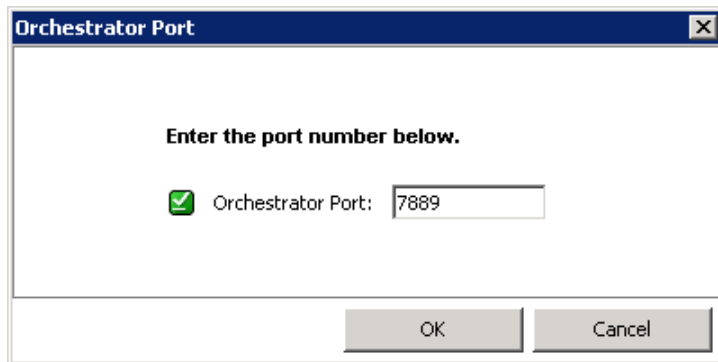 Orchestrator Port
Enter the port number below.
Orchestrator Port: 7889
OK Cancel